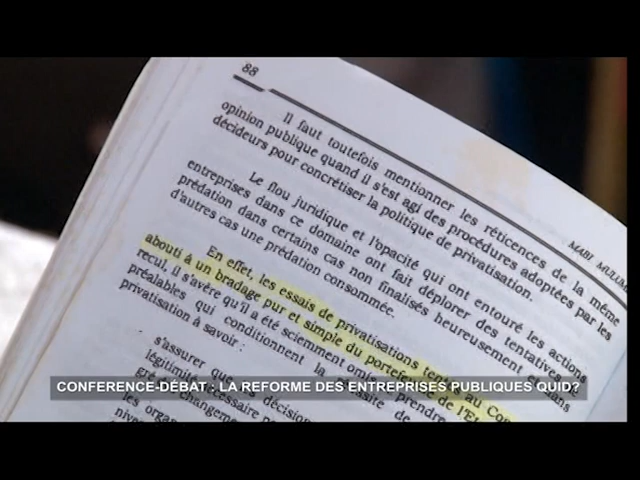 88
MABI MULUM
Il faut toutefois mentionner les réticences de la même
opinion publique quand il s'est agi des procédures adoptées par les
décideurs pour concrétiser la politique de privatisation.
Le flou juridique et l'opacité qui ont entouré les actions
entreprises dans ce domaine ont fait déplorer des tentatives de
prédation dans certains cas non finalisés heureusement et dans
d'autres cas une prédation consommée.
En effet, les essais de privatisations tentés au Con
abouti à un bradage pur et simple du portefeuille de l'Et
recul, il s'avère qu'il a été sciemment omis prendre
préalables qui conditionnent la
privatisation à savoir :
s'assurer que
légitimité
gré
les
CONFERENCE-DÉBAT : LA REFORME DES ENTREPRISES PUBLIQUES QUID?